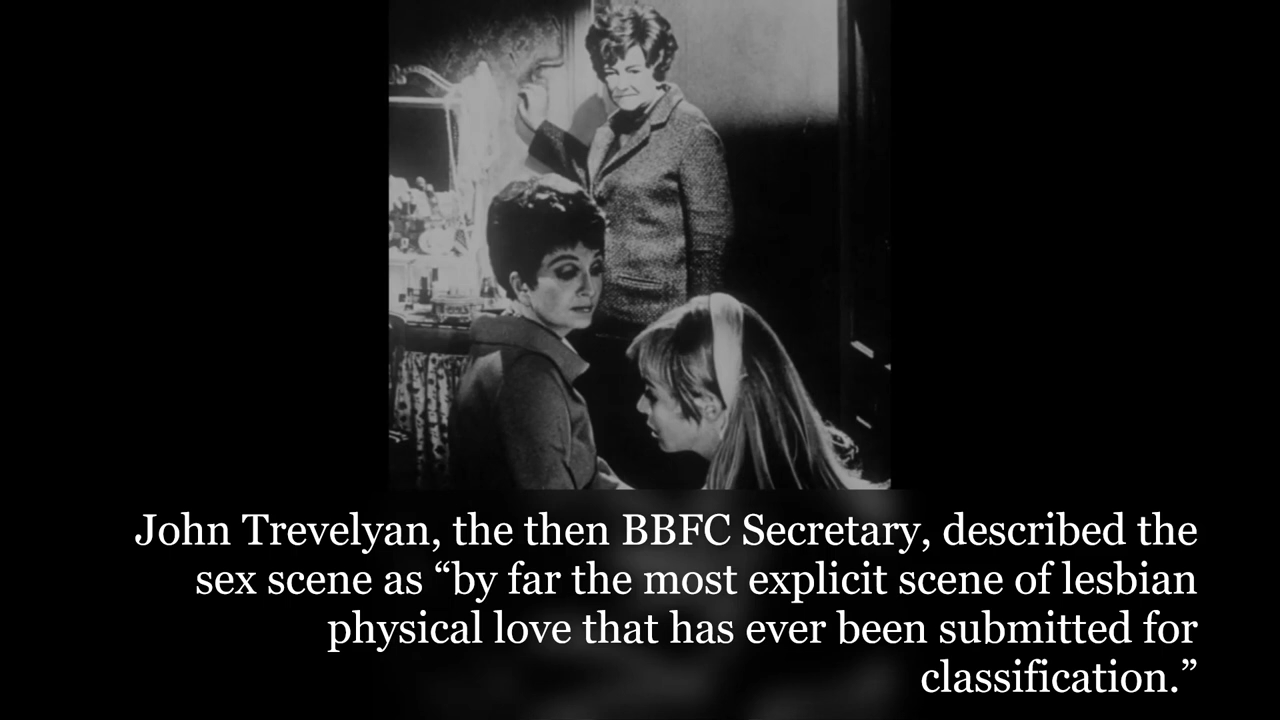 John Trevelyan, the then BBFC Secretary, described the
sex scene as “by far the most explicit scene of lesbian
physical love that has ever been submitted for
classification.”